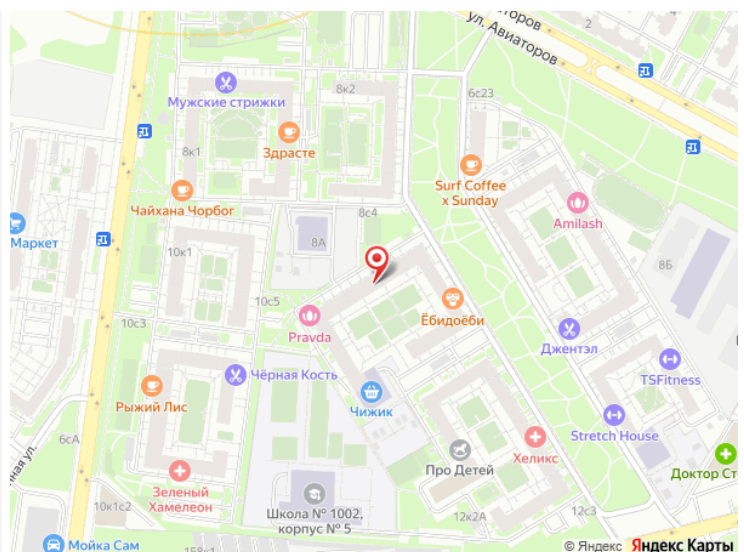 ул. Авиаторов
6с23
8к2
Мужские стрижки
8к1
Здрасте
Surf Coffee
x Sunday
Чайхана Чорбог
8с4
Amilash
Маркет
8А
10к1
8Б
10с5
10с3
Pravda
Ёбидоёби
Джентэл
Чёрная Кость
TSFitness
Рыжий Лис
Чижик
Stretch House
6сА
Про Детей
Хеликс
Зеленый
Хамелеон
Доктор Ст
ная ул.
10к1с2
Школа № 1002,
корпус № 5
12к2А
12с3
Мойка Сам
© Яндекс Яндекс Карты